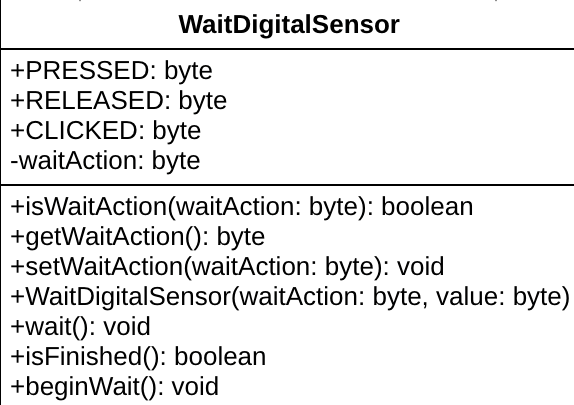 WaitDigitalSensor
+PRESSED: byte
+RELEASED: byte
+CLICKED: byte
-waitAction: byte
+isWaitAction(waitAction: byte): boolean
+getWaitAction(): byte
+setWaitAction(waitAction: byte): void
+WaitDigitalSensor(waitAction: byte, value: byte)
+wait(): void
+isFinished(): boolean
+beginWait(): void